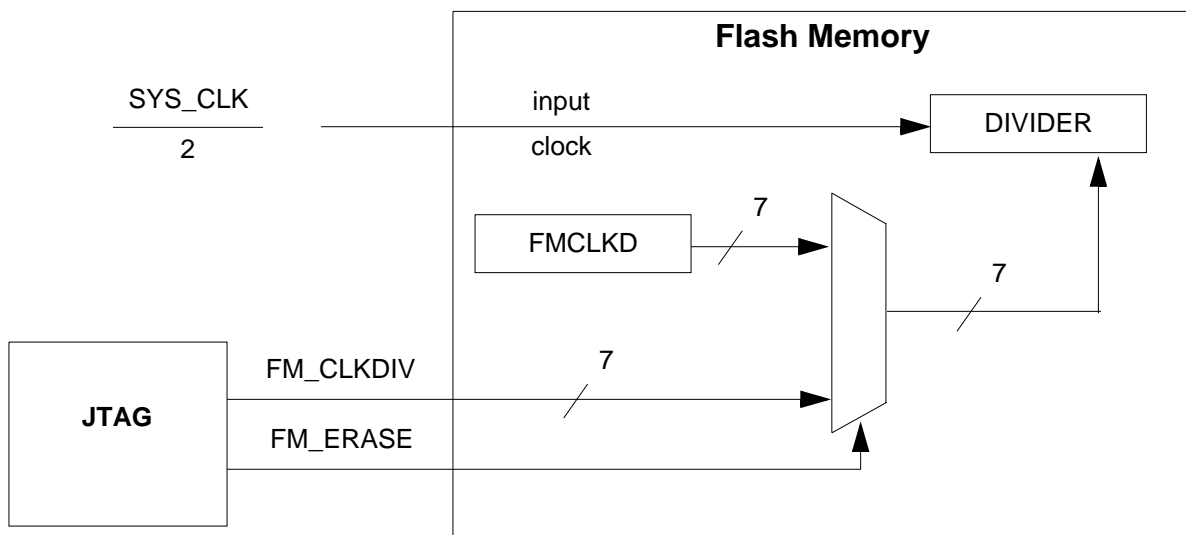 Flash Memory
SYS_CLK
2
input
clock
DIVIDER
7
FMCLKD
7
FM_CLKDIV
7
JTAG
FM_ERASE